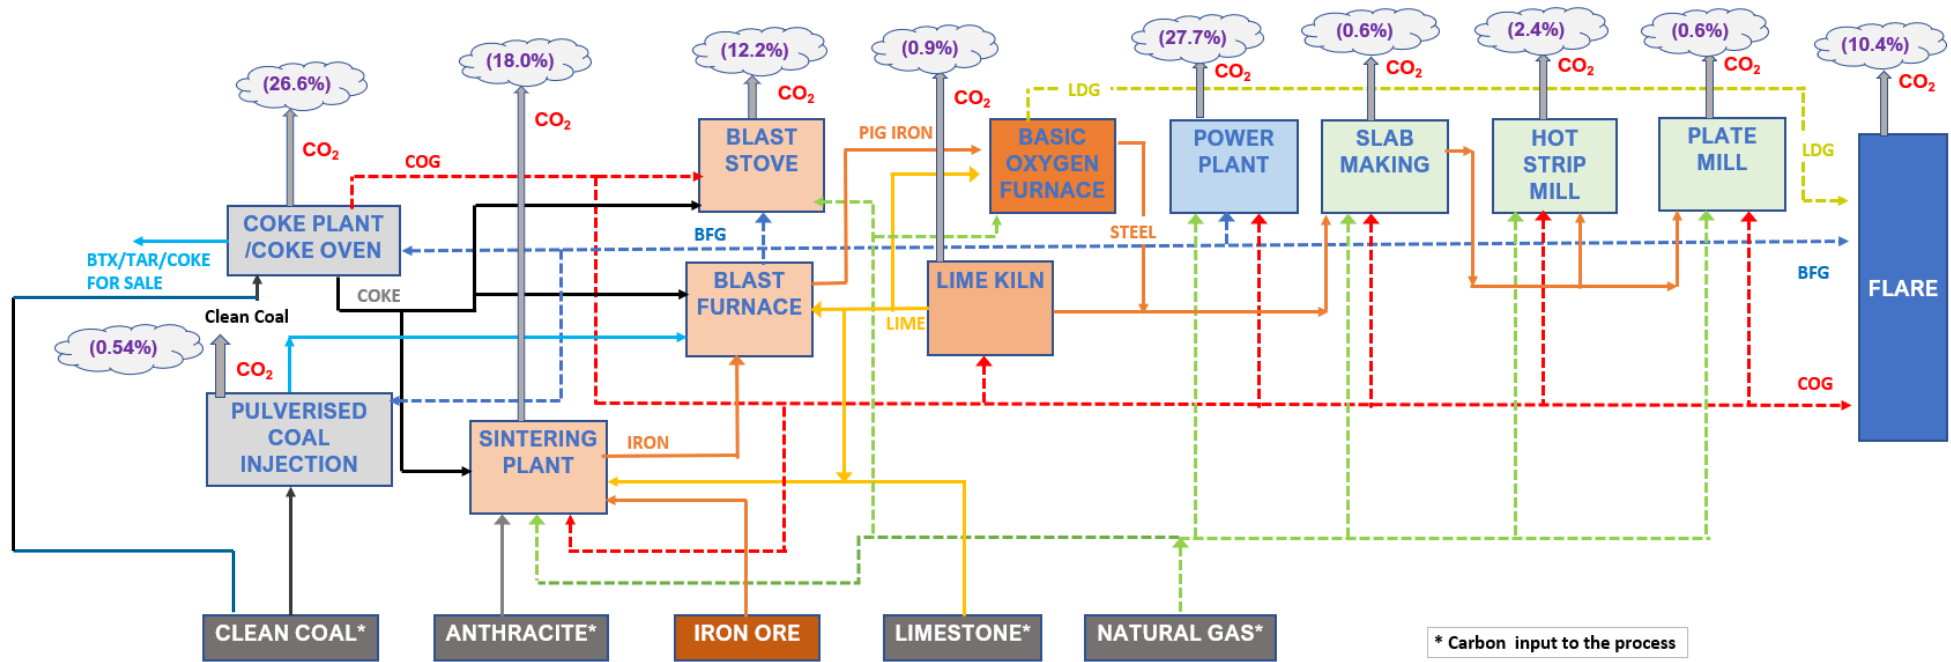 (26.6%)
CO₂
(18.0%)
CO₂
(12.2%)
CO₂
(0.9%)
CO₂
(27.7%)
CO₂
(0.6%)
CO₂
(2.4%)
CO₂
(0.6%)
CO₂
(10.4%)
CO₂
LDG
LDG
COG
PIG IRON
BLAST
STOVE
BASIC
OXYGEN
FURNACE
POWER
PLANT
SLAB
MAKING
HOT
STRIP
MILL
PLATE
MILL
COKE PLANT
/COKE OVEN
BTX/TAR/COKE
FOR SALE
BFG
STEEL
BFG
COKE
Clean Coal
BLAST
FURNACE
LIME KILN
LIME
FLARE
(0.54%)
CO₂
PULVERISED
COAL
INJECTION
COG
SINTERING
PLANT
IRON
CLEAN COAL*
ANTHRACITE*
IRON ORE
LIMESTONE*
NATURAL GAS*
* Carbon input to the process